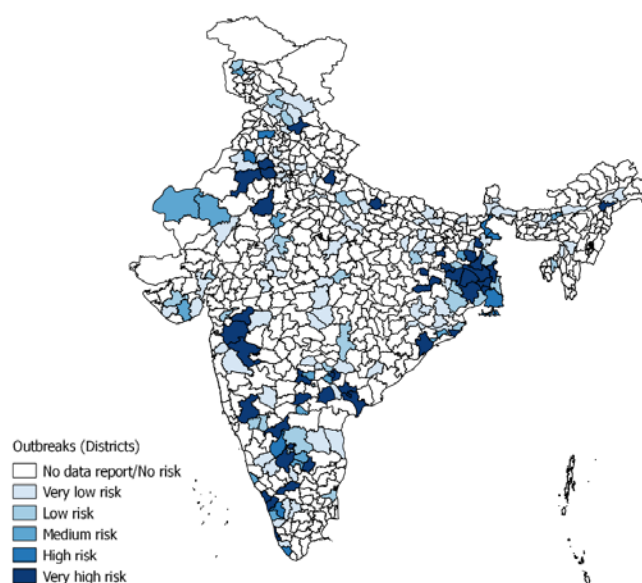 Outbreaks (Districts)
No data report/No risk
Very low risk
Low risk
Medium risk
High risk
Very high risk